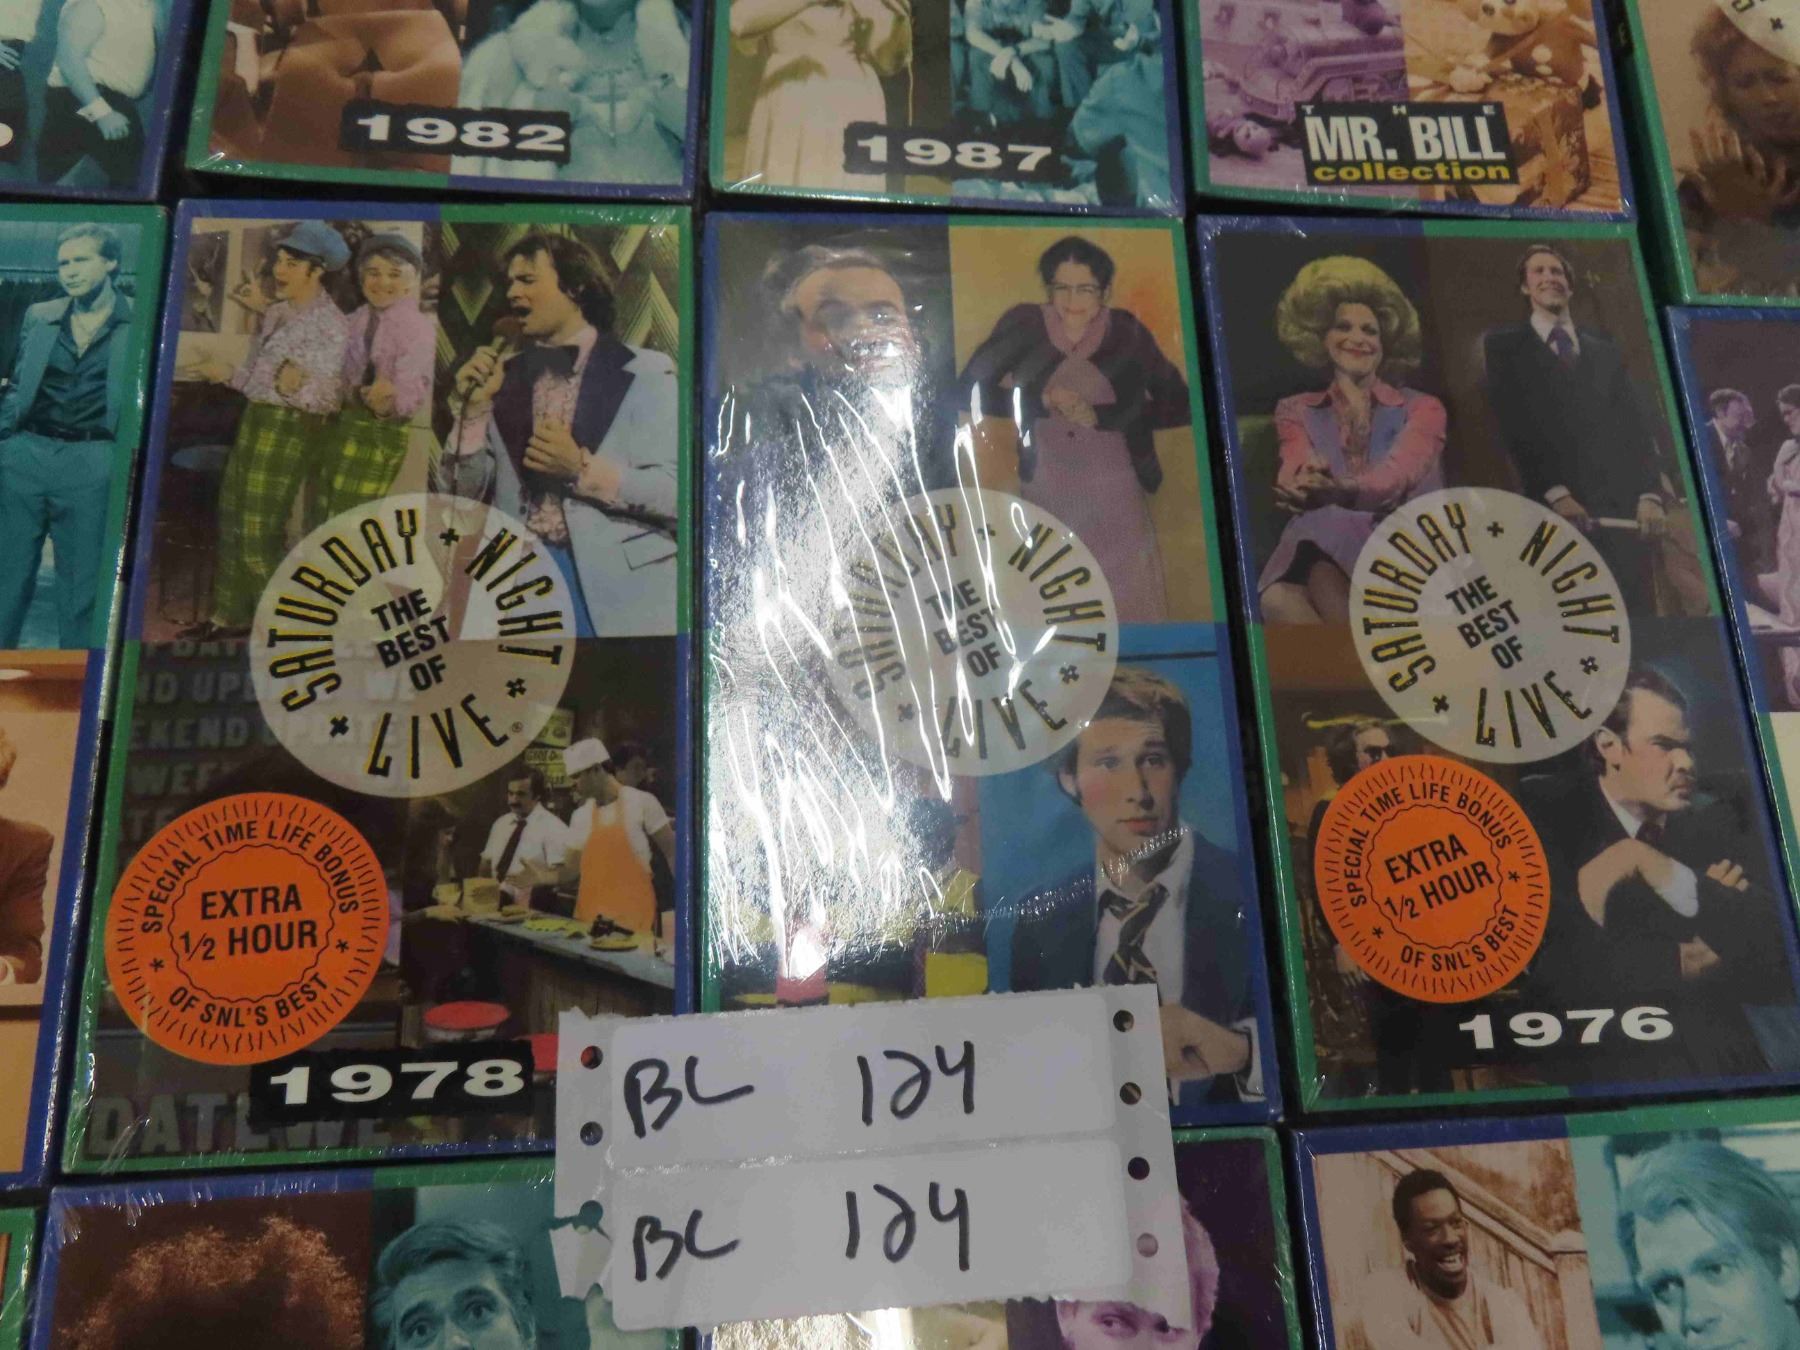 1982
1987
THE
MR. BILL
collection
SATURDAY NIGHT LIVE®
THE
BEST
OF
SATURDAY NIGHT LIVE
THE
BEST
OF
SATURDAY NIGHT LIVE
THE
BEST
OF
SPECIAL TIME LIFE BONUS
EXTRA
1/2 HOUR
OF SNL'S BEST
SPECIAL TIME LIFE BONUS
EXTRA
1/2 HOUR
OF SNL'S BEST
1978
1976
BL 124
BL 124